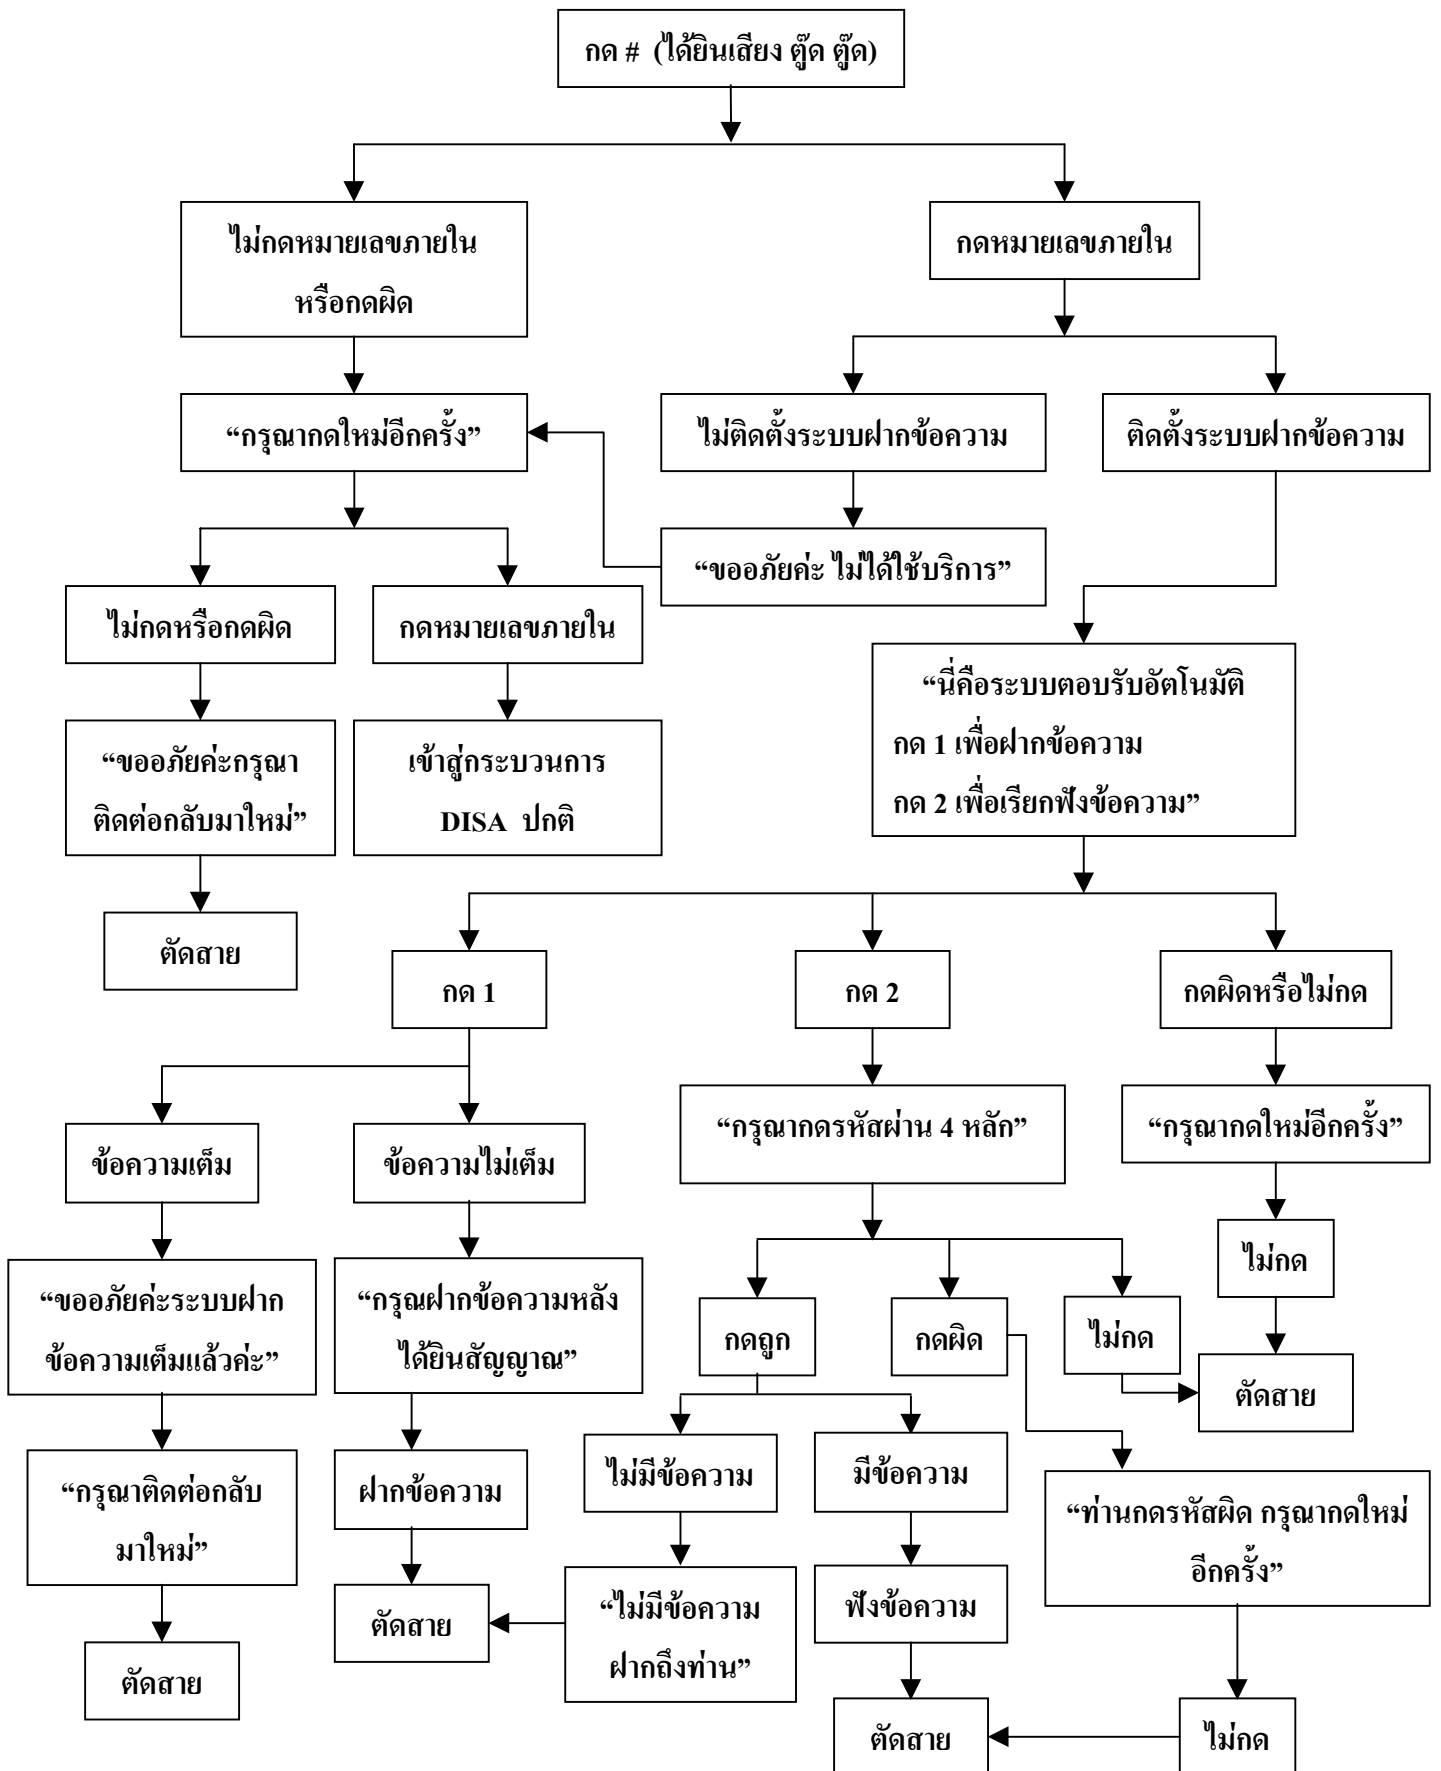 กด # (ได้ยินเสียง ตู๊ด ตู๊ด)
ไม่กดหมายเลขภายใน
หรือกดผิด
กดหมายเลขภายใน
“กรุณากดใหม่อีกครั้ง”
ไม่ติดตั้งระบบฝากข้อความ
ติดตั้งระบบฝากข้อความ
“ขออภัยค่ะ ไม่ได้ใช้บริการ”
ไม่กดหรือกดผิด
กดหมายเลขภายใน
“นี่คือระบบตอบรับอัตโนมัติ
กด 1 เพื่อฝากข้อความ
กด 2 เพื่อเรียกฟังข้อความ”
“ขออภัยค่ะกรุณา
ติดต่อกลับมาใหม่”
เข้าสู่กระบวนการ
DISA ปกติ
ตัดสาย
กด 1
กด 2
กดผิดหรือไม่กด
ข้อความเต็ม
ข้อความไม่เต็ม
“กรุณากดรหัสผ่าน 4 หลัก”
“กรุณากดใหม่อีกครั้ง”
ไม่กด
“ขออภัยค่ะระบบฝาก
ข้อความเต็มแล้วค่ะ”
“กรุณฝากข้อความหลัง
ได้ยินสัญญาณ”
กดถูก
กดผิด
ไม่กด
ตัดสาย
“กรุณาติดต่อกลับ
มาใหม่”
ฝากข้อความ
ไม่มีข้อความ
มีข้อความ
“ท่านกดรหัสผิด กรุณากดใหม่
อีกครั้ง”
ตัดสาย
ตัดสาย
“ไม่มีข้อความ
ฝากถึงท่าน”
ฟังข้อความ
ตัดสาย
ไม่กด